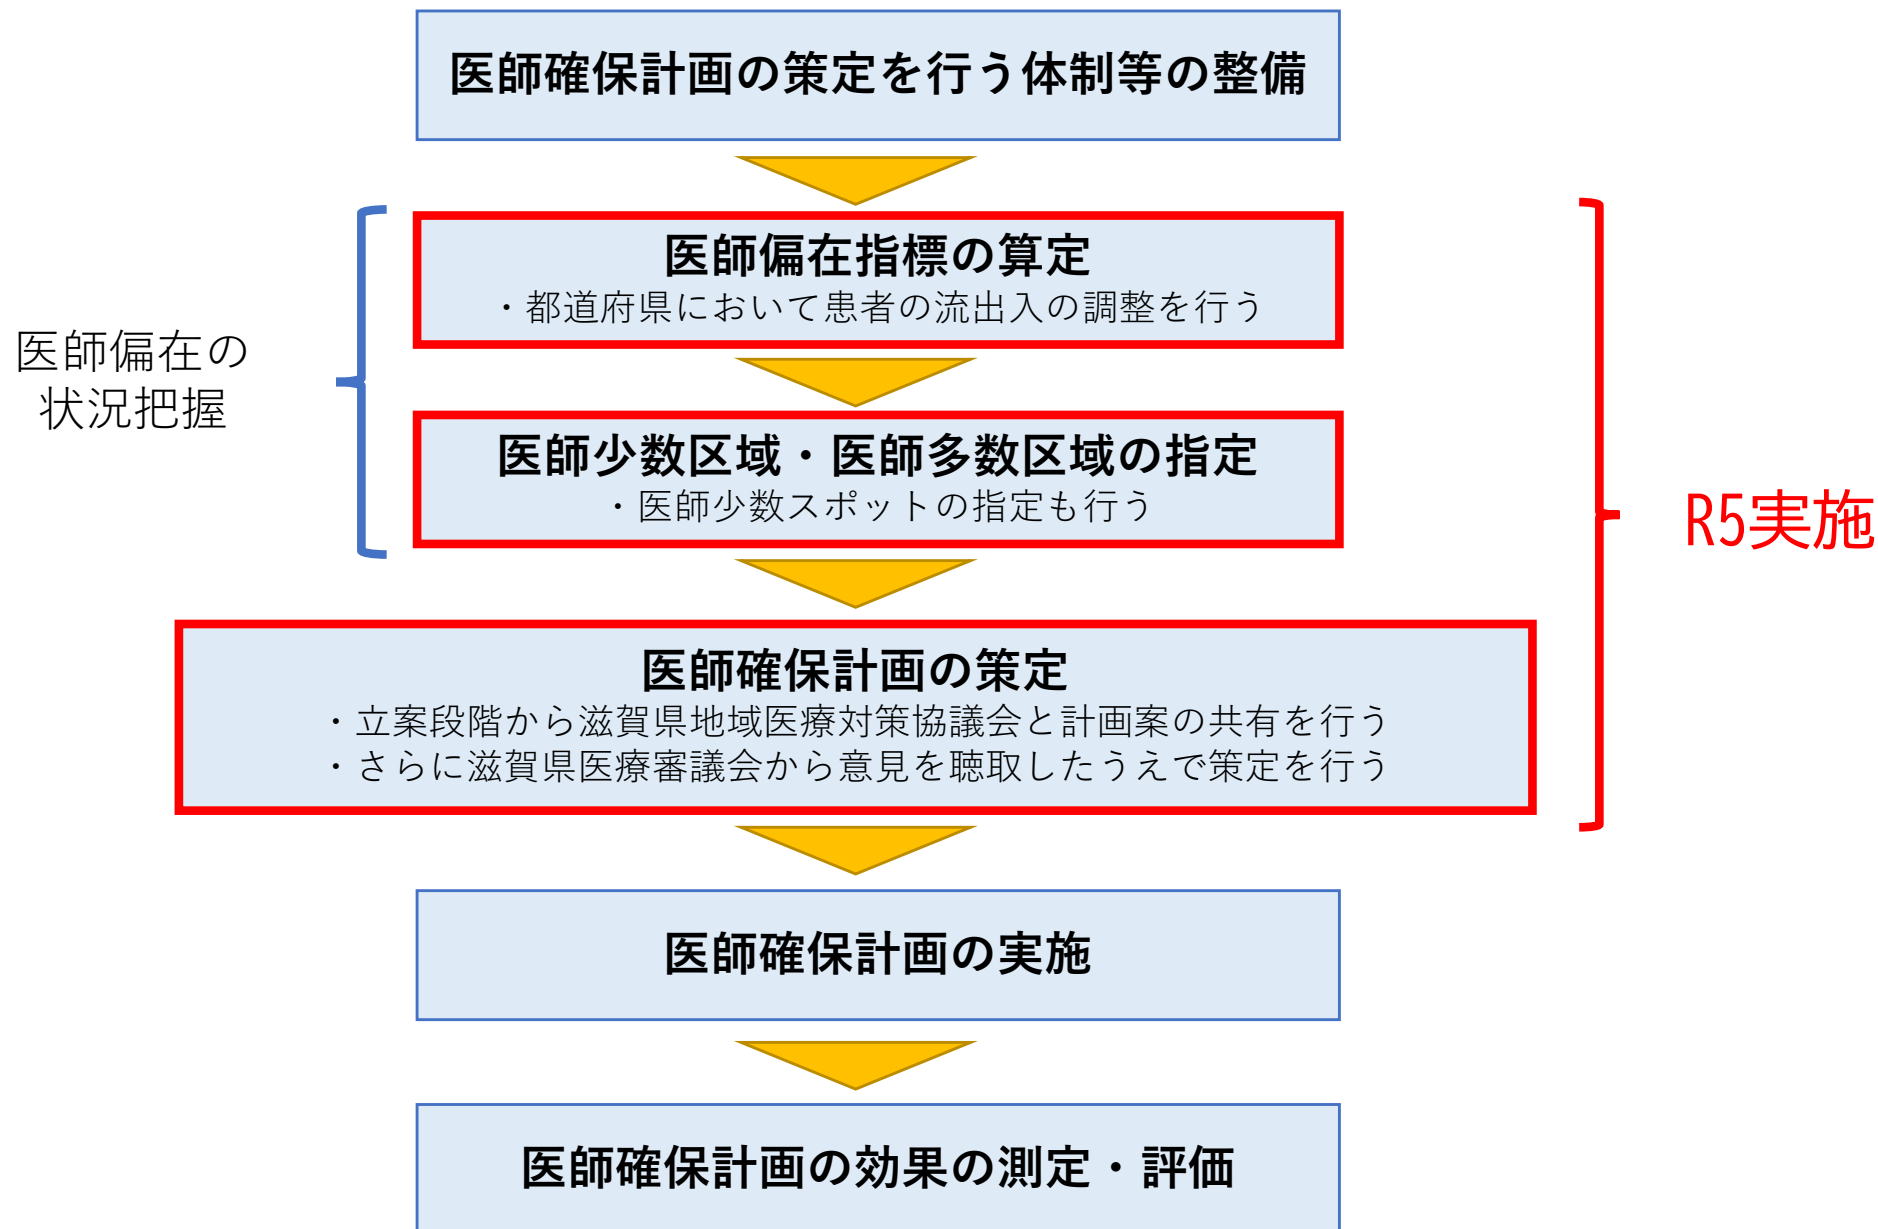 医師確保計画の策定を行う体制等の整備
医師偏在指標の算定
・都道府県において患者の流出入の調整を行う
医師偏在の
状況把握
医師少数区域・医師多数区域の指定
・医師少数スポットの指定も行う
R5実施
医師確保計画の策定
・立案段階から滋賀県地域医療対策協議会と計画案の共有を行う
・さらに滋賀県医療審議会から意見を聴取したうえで策定を行う
医師確保計画の実施
医師確保計画の効果の測定・評価